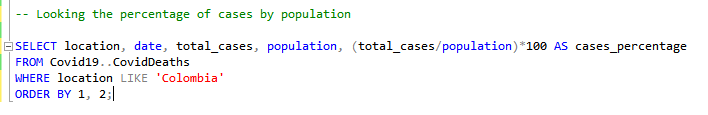 -- Looking the percentage of cases by population
SELECT location, date, total_cases, population, (total_cases/population)*100 AS cases_percentage
FROM Covid19..CovidDeaths
WHERE location LIKE 'Colombia'
ORDER BY 1, 2;